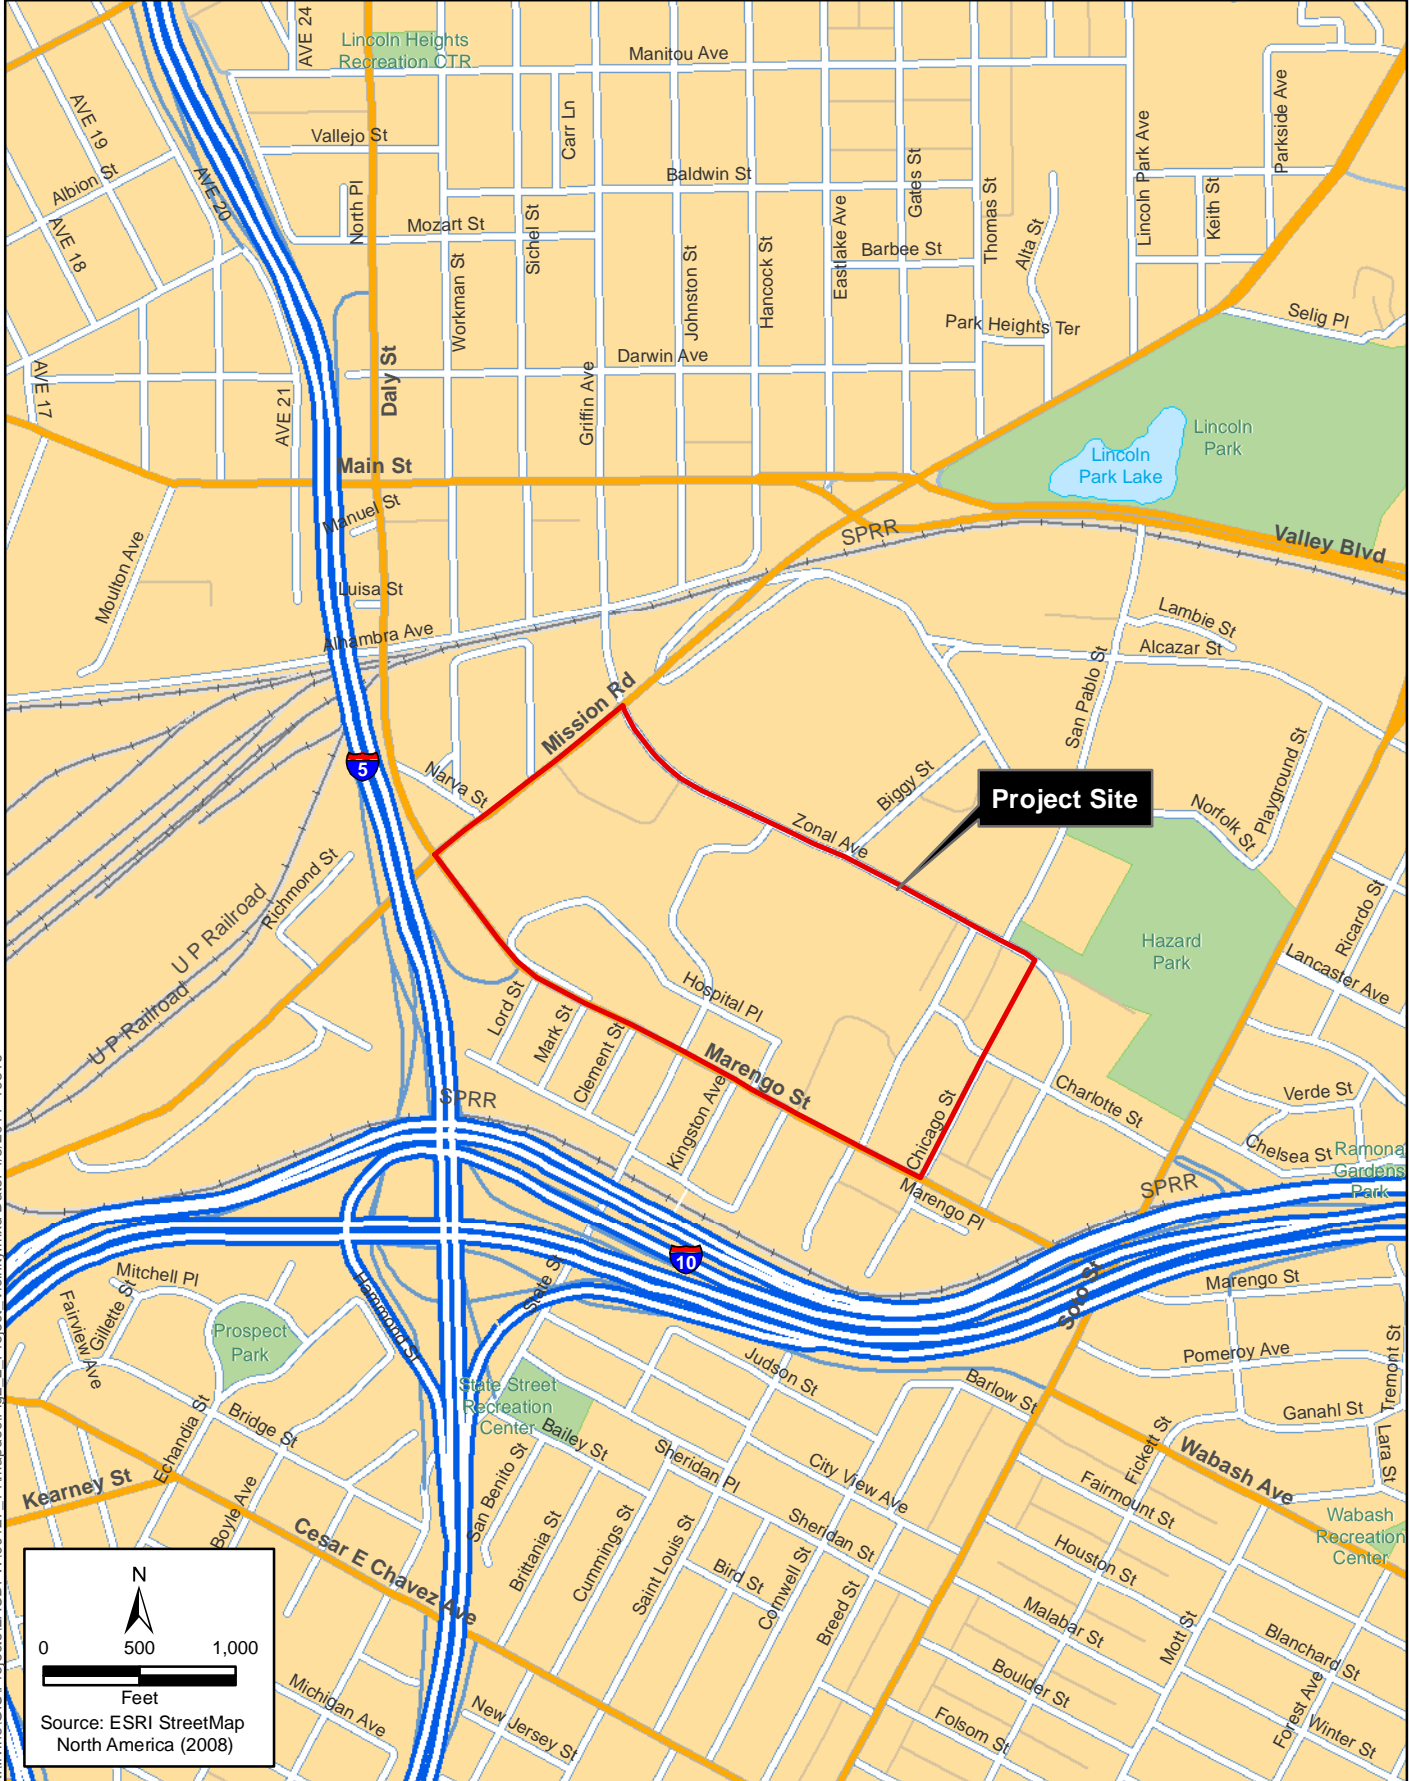 AVE 24
Lincoln Heights
Recreation CTR
Manitou Ave
AVE 19
Vallejo St
Carr Ln
Lincoln Park Ave
Parkside Ave
Albion St
AVE 20
North Pl
Baldwin St
Gates St
Thomas St
Keith St
AVE 18
Mozart St
Sichel St
Eastlake Ave
Barbee St
Alta St
Workman St
Johnston St
Hancock St
Park Heights Ter
Selig Pl
AVE 17
AVE 21
Daly St
Darwin Ave
Griffin Ave
Lincoln
Park
Lincoln
Park Lake
Main St
Manuel St
SPRR
Valley Blvd
Moulton Ave
Luisa St
Alhambra Ave
Lambie St
Alcazar St
San Pablo St
Mission Rd
5
Narva St
Biggy St
Project Site
Zonal Ave
Norfolk St
Playground St
Richmond St
U P Railroad
U P Railroad
Ricardo St
Hazard
Park
Lancaster Ave
Lord St
Mark St
Clement St
Hospital Pl
Marengo St
Kingston Ave
Chicago St
Charlotte St
Verde St
Chelsea St
Ramona
Gardens
Park
SPRR
SPRR
Marengo Pl
10
Soto St
Marengo St
Mitchell Pl
Gillette St
Fairview Ave
Prospect
Park
Hammond St
State St
Pomeroy Ave
Tremont St
State Street
Recreation
Center
Judson St
Barlow St
Ganahl St
Lara St
Echandia St
Bridge St
Bailey St
Sheridan Pl
City View Ave
Fickett St
Wabash Ave
Kearney St
Boyle Ave
San Benito St
Fairmount St
Wabash
Recreation
Center
Cesar E Chavez Ave
Brittania St
Cummings St
Saint Louis St
Sheridan St
Bird St
Cornwell St
Breed St
Houston St
Malabar St
Mott St
Blanchard St
Boulder St
Forest Ave
Winter St
Folsom St
Michigan Ave
New Jersey St
N
0 500 1,000
Feet
Source: ESRI StreetMap
North America (2008)